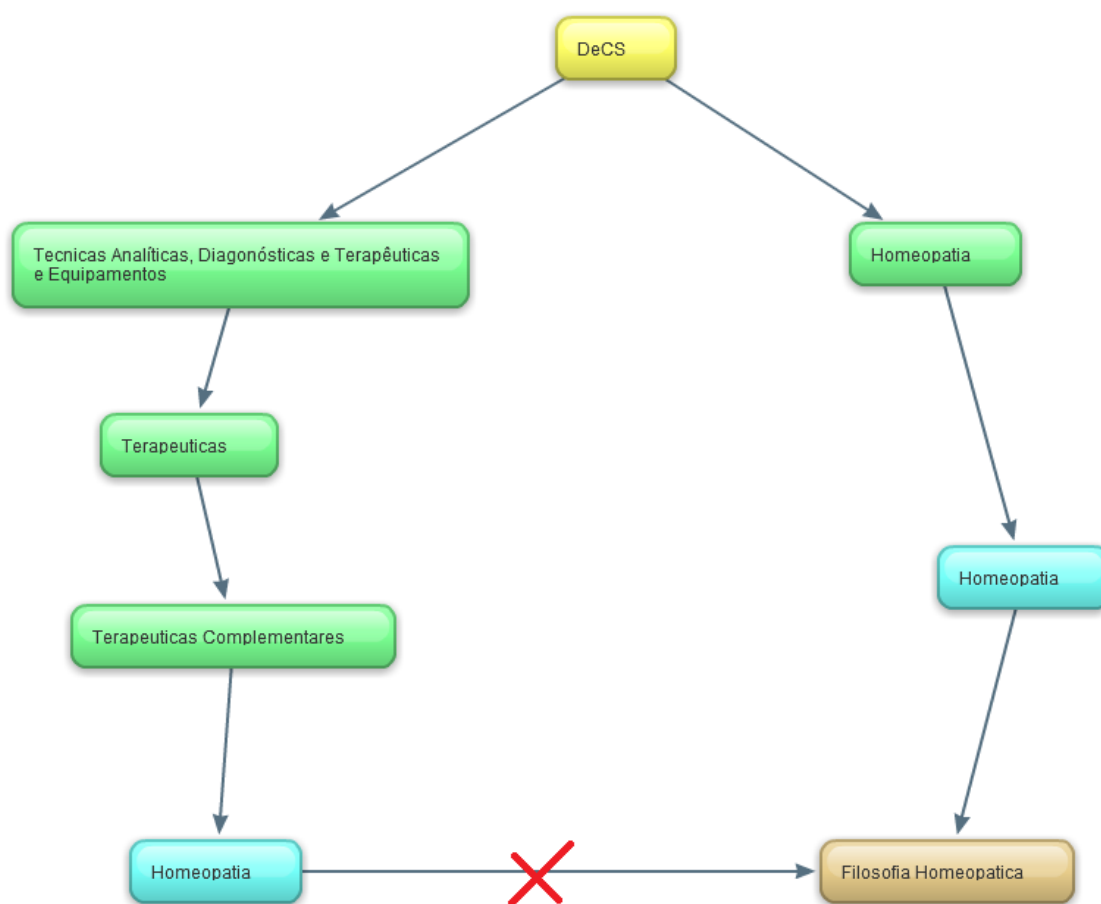 DeCS
Tecnicas Analíticas, Diagonósticas e Terapêuticas
e Equipamentos
Homeopatia
Terapeuticas
Homeopatia
Terapeuticas Complementares
Homeopatia
Filosofia Homeopatica